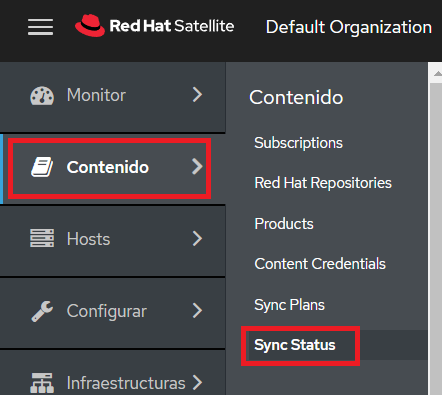 Red Hat Satellite
Default Organization
Monitor
Contenido
Hosts
Configurar
Infraestructuras
Contenido
Subscriptions
Red Hat Repositories
Products
Content Credentials
Sync Plans
Sync Status